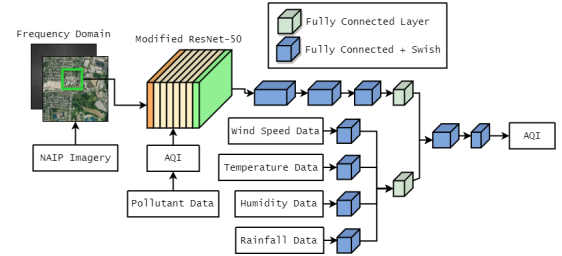 Frequency Domain
Modified ResNet-50
Fully Connected Layer
Fully Connected + Swish
NAIP Imagery
AQI
Pollutant Data
Wind Speed Data
Temperature Data
Humidity Data
Rainfall Data
AQI